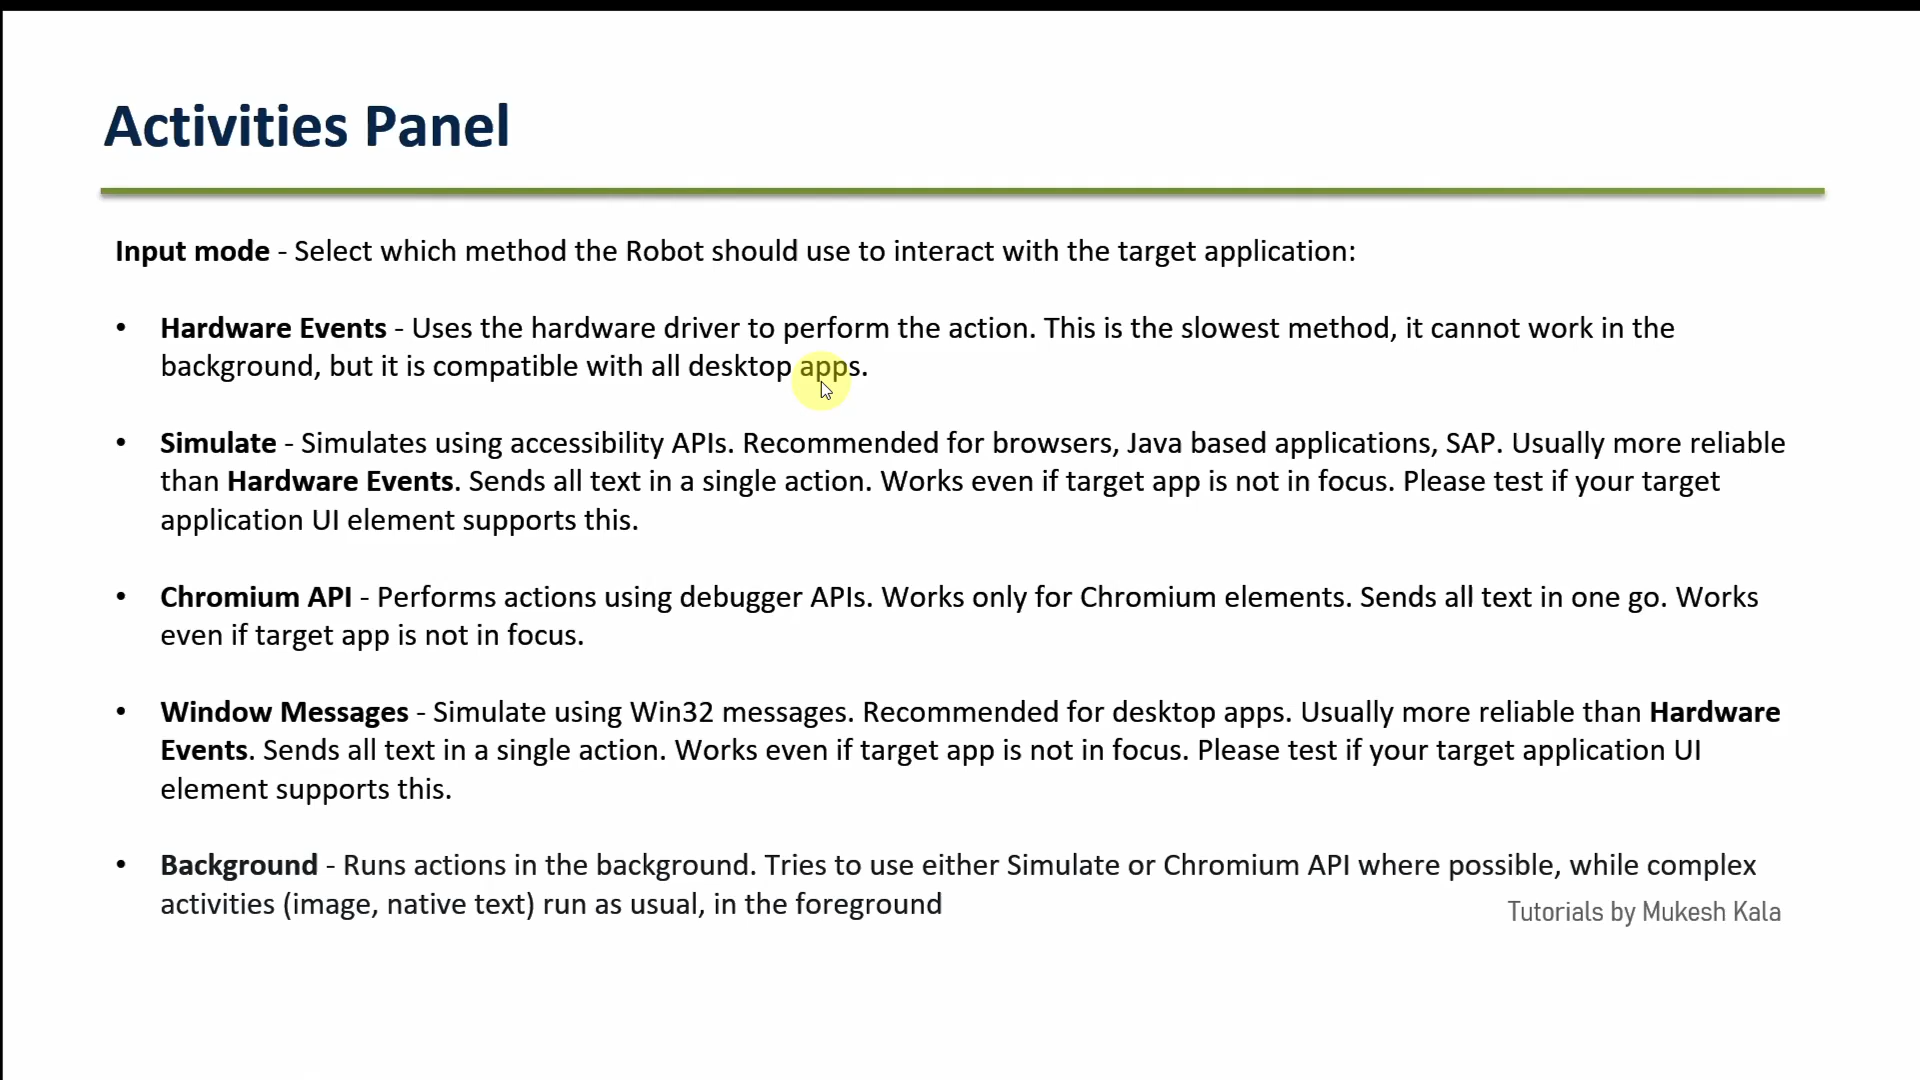 Activities Panel
Input mode - Select which method the Robot should use to interact with the target application:
• Hardware Events - Uses the hardware driver to perform the action. This is the slowest method, it cannot work in the
background, but it is compatible with all desktop apps.
• Simulate - Simulates using accessibility APIs. Recommended for browsers, Java based applications, SAP. Usually more reliable
than Hardware Events. Sends all text in a single action. Works even if target app is not in focus. Please test if your target
application UI element supports this.
• Chromium API - Performs actions using debugger APIs. Works only for Chromium elements. Sends all text in one go. Works
even if target app is not in focus.
• Window Messages - Simulate using Win32 messages. Recommended for desktop apps. Usually more reliable than Hardware
Events. Sends all text in a single action. Works even if target app is not in focus. Please test if your target application UI
element supports this.
• Background - Runs actions in the background. Tries to use either Simulate or Chromium API where possible, while complex
activities (image, native text) run as usual, in the foreground
Tutorials by Mukesh Kala